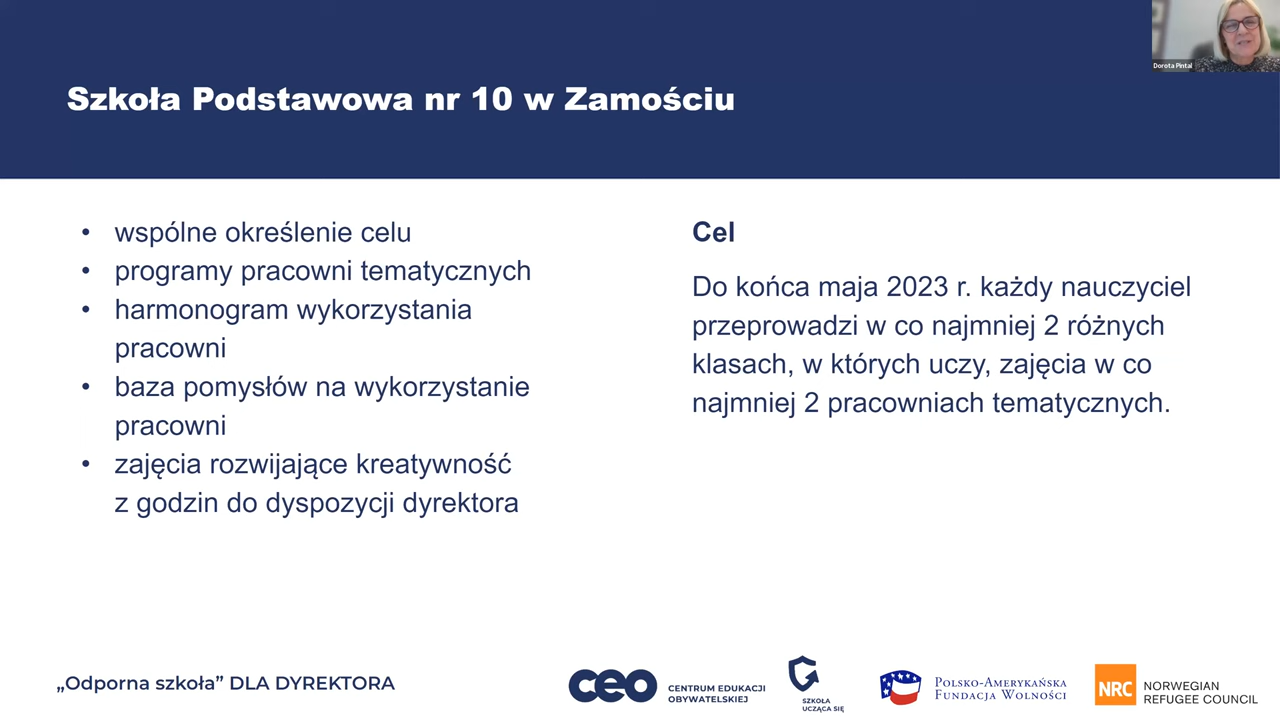 Dorota Pintal
Szkoła Podstawowa nr 10 w Zamościu
• wspólne określenie celu
• programy pracowni tematycznych
• harmonogram wykorzystania
pracowni
• baza pomysłów na wykorzystanie
pracowni
• zajęcia rozwijające kreatywność
z godzin do dyspozycji dyrektora
Cel
Do końca maja 2023 r. każdy nauczyciel
przeprowadzi w co najmniej 2 różnych
klasach, w których uczy, zajęcia w co
najmniej 2 pracowniach tematycznych.
„Odporna szkoła” DLA DYREKTORA
ceo
CENTRUM EDUKACJI
OBYWATELSKIEJ
SZKOŁA
UCZĄCA SIĘ
POLSKO-AMERYKAŃSKA
FUNDACJA WOLNOŚCI
NRC
NORWEGIAN
REFUGEE COUNCIL